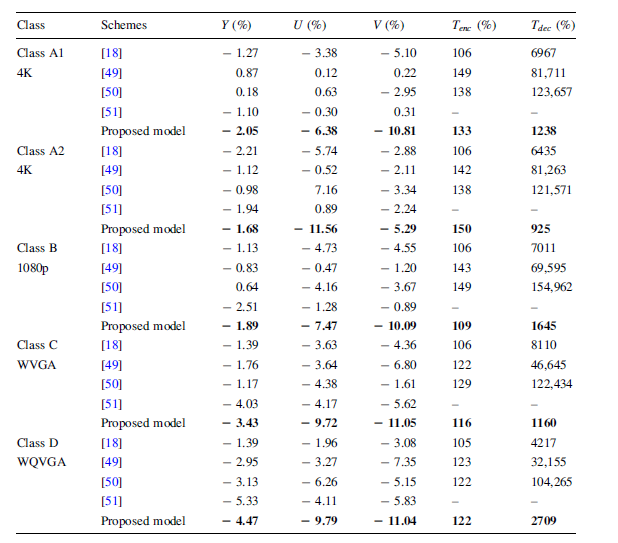 Class Schemes Y (%) U (%) V (%) Tenc (%) Tdec (%)
Class A1 [18] − 1.27 − 3.38 − 5.10 106 6967
4K [49] 0.87 0.12 0.22 149 81,711
[50] 0.18 0.63 − 2.95 138 123,657
[51] − 1.10 − 0.30 0.31 – –
Proposed model − 2.05 − 6.38 − 10.81 133 1238
Class A2 [18] − 2.21 − 5.74 − 2.88 106 6435
4K [49] − 1.12 − 0.52 − 2.11 142 81,263
[50] − 0.98 7.16 − 3.34 138 121,571
[51] − 1.94 0.89 − 2.24 – –
Proposed model − 1.68 − 11.56 − 5.29 150 925
Class B [18] − 1.13 − 4.73 − 4.55 106 7011
1080p [49] − 0.83 − 0.47 − 1.20 143 69,595
[50] 0.64 − 4.16 − 3.67 149 154,962
[51] − 2.51 − 1.28 − 0.89 – –
Proposed model − 1.89 − 7.47 − 10.09 109 1645
Class C [18] − 1.39 − 3.63 − 4.36 106 8110
WVGA [49] − 1.76 − 3.64 − 6.80 122 46,645
[50] − 1.17 − 4.38 − 1.61 129 122,434
[51] − 4.03 − 4.17 − 5.62 – –
Proposed model − 3.43 − 9.72 − 11.05 116 1160
Class D [18] − 1.39 − 1.96 − 3.08 105 4217
WQVGA [49] − 2.95 − 3.27 − 7.35 123 32,155
[50] − 3.13 − 6.26 − 5.15 122 104,265
[51] − 5.33 − 4.11 − 5.83 – –
Proposed model − 4.47 − 9.79 − 11.04 122 2709